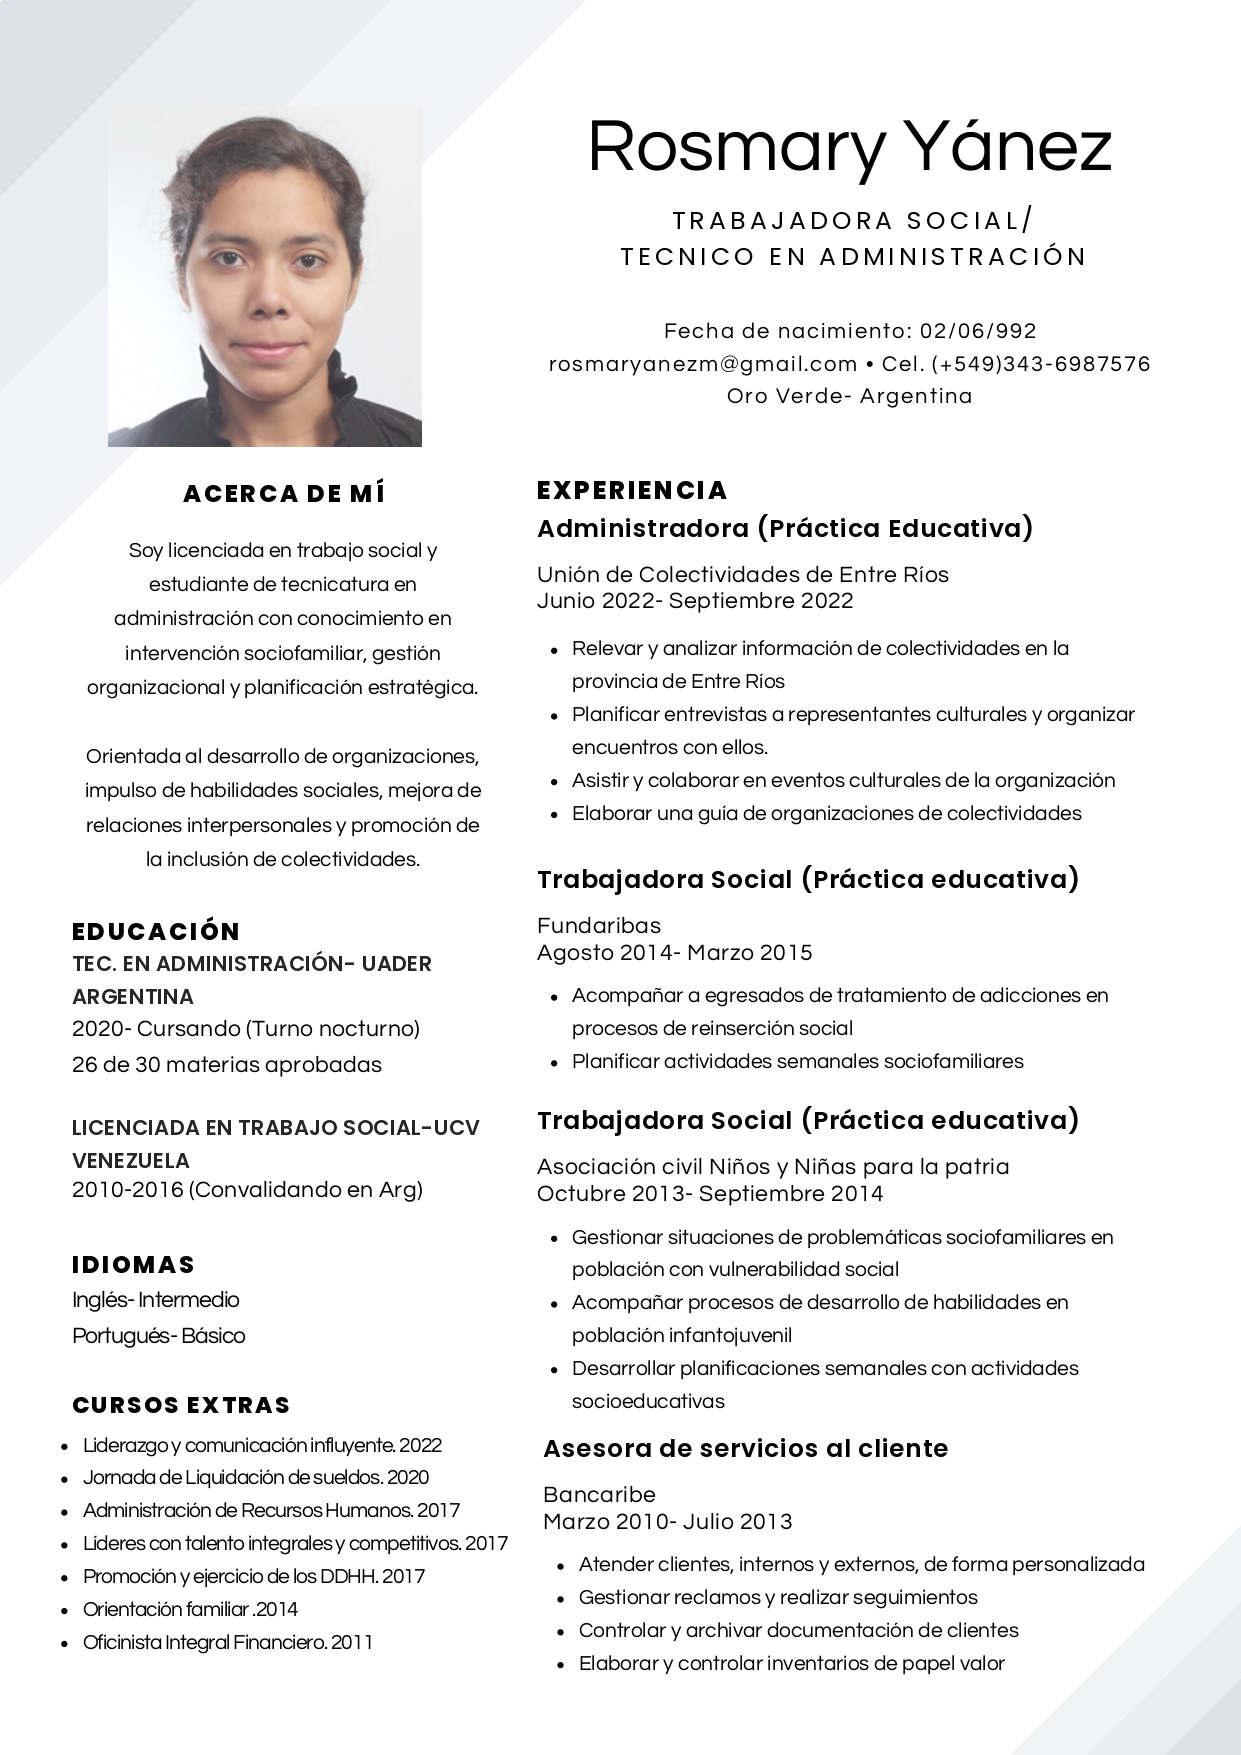 Rosmary Yánez
TRABAJADORA SOCIAL/
TECNICO EN ADMINISTRACIÓN
Fecha de nacimiento: 02/06/992
rosmaryanezm@gmail.com • Cel. (+549)343-6987576
Oro Verde- Argentina
ACERCA DE MÍ
Soy licenciada en trabajo social y
estudiante de tecnicatura en
administración con conocimiento en
intervención sociofamiliar, gestión
organizacional y planificación estratégica.
Orientada al desarrollo de organizaciones,
impulso de habilidades sociales, mejora de
relaciones interpersonales y promoción de
la inclusión de colectividades.
EDUCACIÓN
TEC. EN ADMINISTRACIÓN- UADER
ARGENTINA
2020- Cursando (Turno nocturno)
26 de 30 materias aprobadas
LICENCIADA EN TRABAJO SOCIAL-UCV
VENEZUELA
2010-2016 (Convalidando en Arg)
IDIOMAS
Inglés- Intermedio
Portugués- Básico
CURSOS EXTRAS
• Liderazgo y comunicación influyente. 2022
• Jornada de Liquidación de sueldos. 2020
• Administración de Recursos Humanos. 2017
• Líderes con talento integrales y competitivos. 2017
• Promoción y ejercicio de los DDHH. 2017
• Orientación familiar .2014
• Oficinista Integral Financiero. 2011
EXPERIENCIA
Administradora (Práctica Educativa)
Unión de Colectividades de Entre Ríos
Junio 2022- Septiembre 2022
• Relevar y analizar información de colectividades en la
provincia de Entre Ríos
• Planificar entrevistas a representantes culturales y organizar
encuentros con ellos.
• Asistir y colaborar en eventos culturales de la organización
• Elaborar una guía de organizaciones de colectividades
Trabajadora Social (Práctica educativa)
Fundaribas
Agosto 2014- Marzo 2015
• Acompañar a egresados de tratamiento de adicciones en
procesos de reinserción social
• Planificar actividades semanales sociofamiliares
Trabajadora Social (Práctica educativa)
Asociación civil Niños y Niñas para la patria
Octubre 2013- Septiembre 2014
• Gestionar situaciones de problemáticas sociofamiliares en
población con vulnerabilidad social
• Acompañar procesos de desarrollo de habilidades en
población infantojuvenil
• Desarrollar planificaciones semanales con actividades
socioeducativas
Asesora de servicios al cliente
Bancaribe
Marzo 2010- Julio 2013
• Atender clientes, internos y externos, de forma personalizada
• Gestionar reclamos y realizar seguimientos
• Controlar y archivar documentación de clientes
• Elaborar y controlar inventarios de papel valor